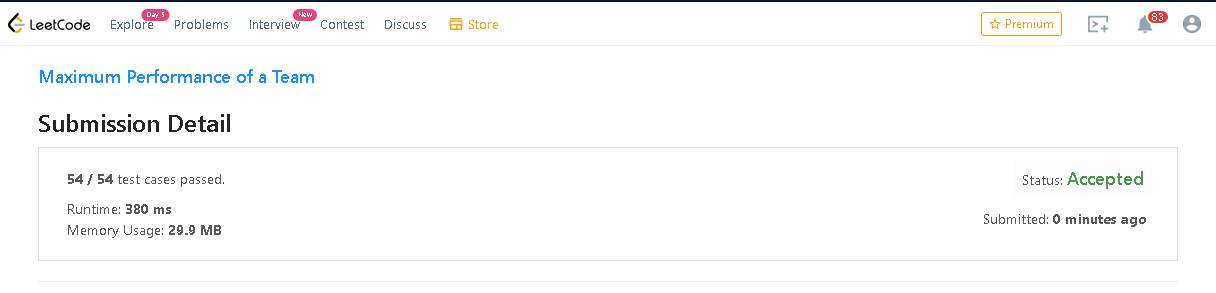 LeetCode Explore Day 5 Problems Interview New Contest Discuss Store Premium 83
Maximum Performance of a Team
Submission Detail
54 / 54 test cases passed.
Status: Accepted
Runtime: 380 ms
Submitted: 0 minutes ago
Memory Usage: 29.9 MB